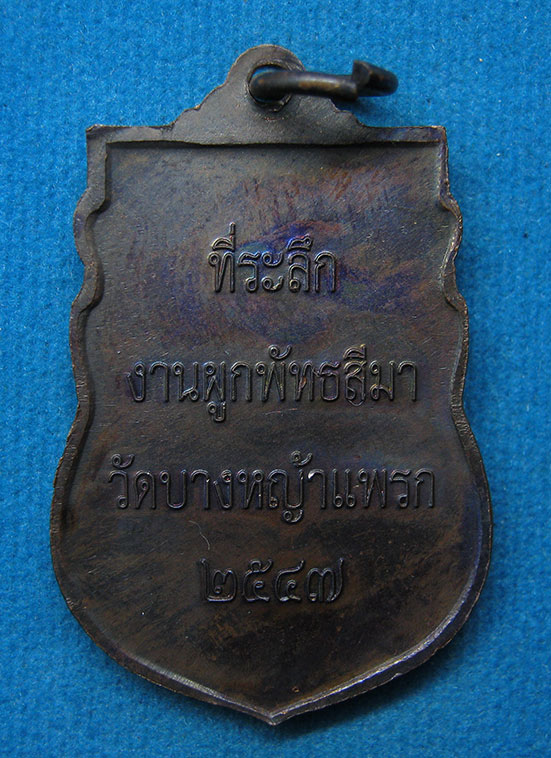 ที่ระลึก
งานผูกพัทธสีมา
วัดบางหญ้าแพรก
๒๕๔๗